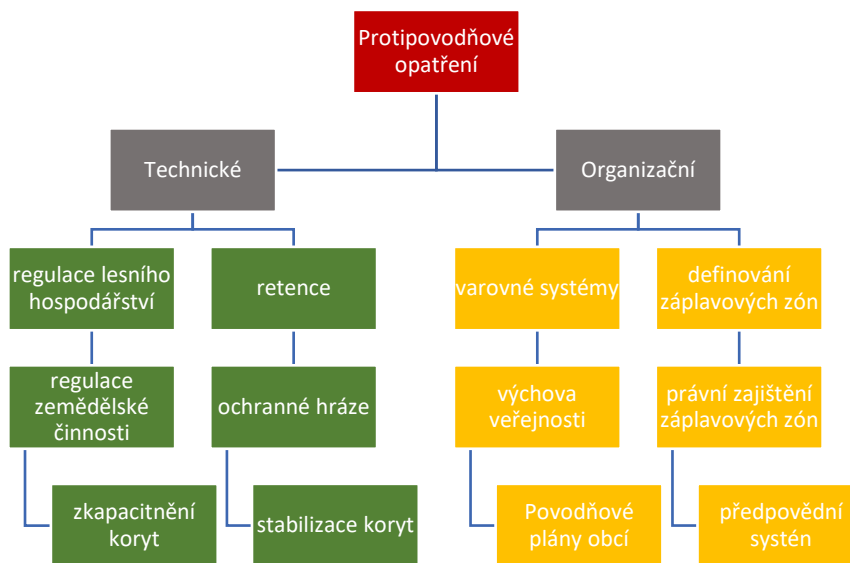 Protipovodňové
opatření
Technické
Organizační
regulace lesního
hospodářství
retence
varovné systémy
definování
záplavových zón
regulace
zemědělské
činnosti
ochranné hráze
výchova
veřejnosti
právní zajištění
záplavových zón
zkapacitnění
koryt
stabilizace koryt
Povodňové
plány obcí
předpovědní
systén